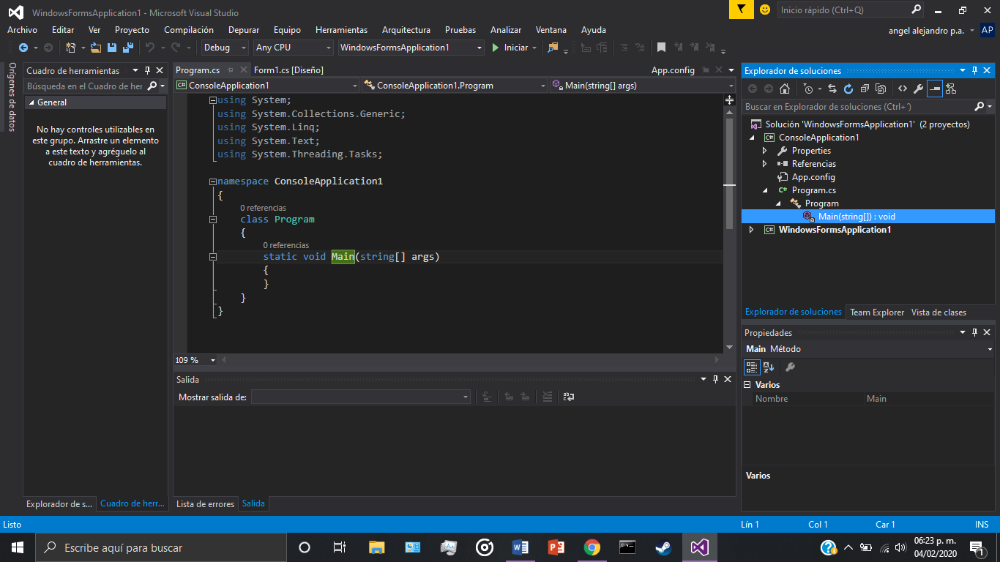 WindowsFormsApplication1 - Microsoft Visual Studio
Inicio rápido (Ctrl+Q)
Archivo Editar Ver Proyecto Compilación Depurar Equipo Herramientas Arquitectura Pruebas Analizar Ventana Ayuda
angel alejandro p.a. AP
Debug Any CPU WindowsFormsApplication1 Iniciar
Orígenes de datos
Cuadro de herramientas
Búsqueda en el Cuadro de her
General
No hay controles utilizables en
este grupo. Arrastre un elemento
a este texto y agréguelo al
cuadro de herramientas.
Explorador de s... Cuadro de herr...
Program.cs Form1.cs [Diseño] App.config
ConsoleApplication1 ConsoleApplication1.Program Main(string[] args)
using System;
using System.Collections.Generic;
using System.Linq;
using System.Text;
using System.Threading.Tasks;
namespace ConsoleApplication1
{
0 referencias
class Program
{
0 referencias
static void Main(string[] args)
{
}
}
}
109 %
Salida
Mostrar salida de:
Lista de errores Salida
Explorador de soluciones
Buscar en Explorador de soluciones (Ctrl+´)
Solución 'WindowsFormsApplication1' (2 proyectos)
C# ConsoleApplication1
Properties
Referencias
App.config
C# Program.cs
Program
Main(string[]) : void
C# WindowsFormsApplication1
Explorador de soluciones Team Explorer Vista de clases
Propiedades
Main Método
Varios
Nombre Main
Varios
Listo Lín 1 Col 1 Car 1 INS
Escribe aquí para buscar
06:23 p. m.
04/02/2020
1